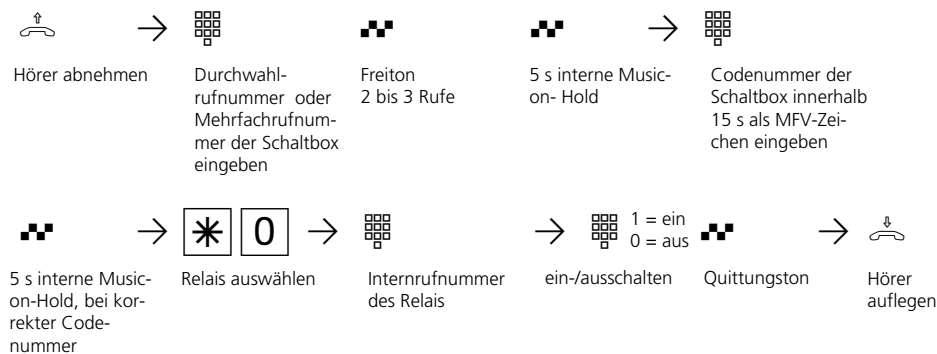 Hörer abnehmen
Durchwahl-
rufnummer oder
Mehrfachrufnum-
mer der Schaltbox
eingeben
Freiton
2 bis 3 Rufe
5 s interne Music-
on- Hold
Codenummer der
Schaltbox innerhalb
15 s als MFV-Zei-
chen eingeben
5 s interne Music-
on-Hold, bei kor-
rekter Code-
nummer
* 0
Relais auswählen
Internrufnummer
des Relais
1 = ein
0 = aus
ein-/ausschalten
Quittungston
Hörer
auflegen